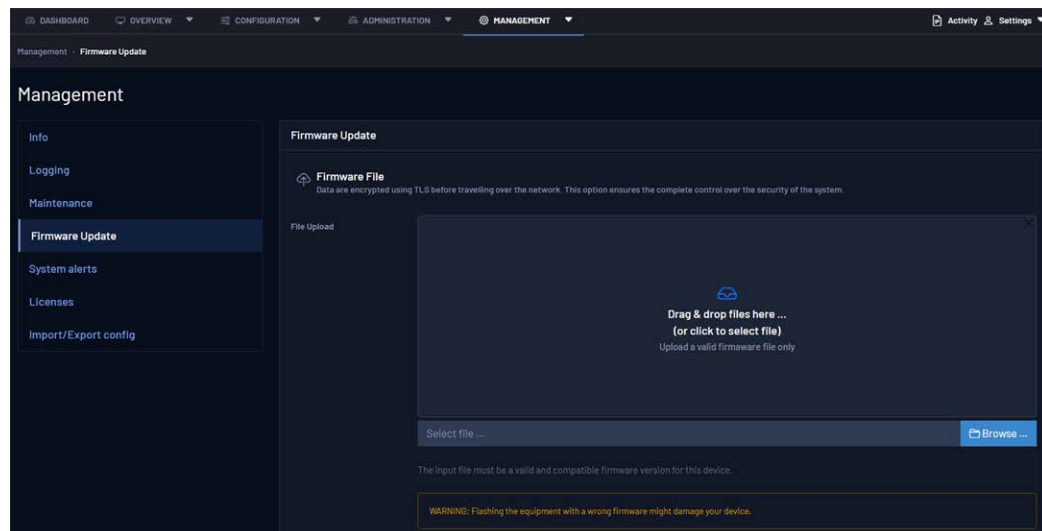 DASHBOARD OVERVIEW CONFIGURATION ADMINISTRATION MANAGEMENT Activity Settings
Management - Firmware Update
Management
Info
Logging
Maintenance
Firmware Update
System alerts
Licenses
Import/Export config
Firmware Update
Firmware File
Data are encrypted using TLS before travelling over the network. This option ensures the complete control over the security of the system.
File Upload
Drag & drop files here ...
(or click to select file)
Upload a valid firmaware file only
Select file ...
Browse ...
The input file must be a valid and compatible firmware version for this device.
WARNING: Flashing the equipment with a wrong firmware might damage your device.